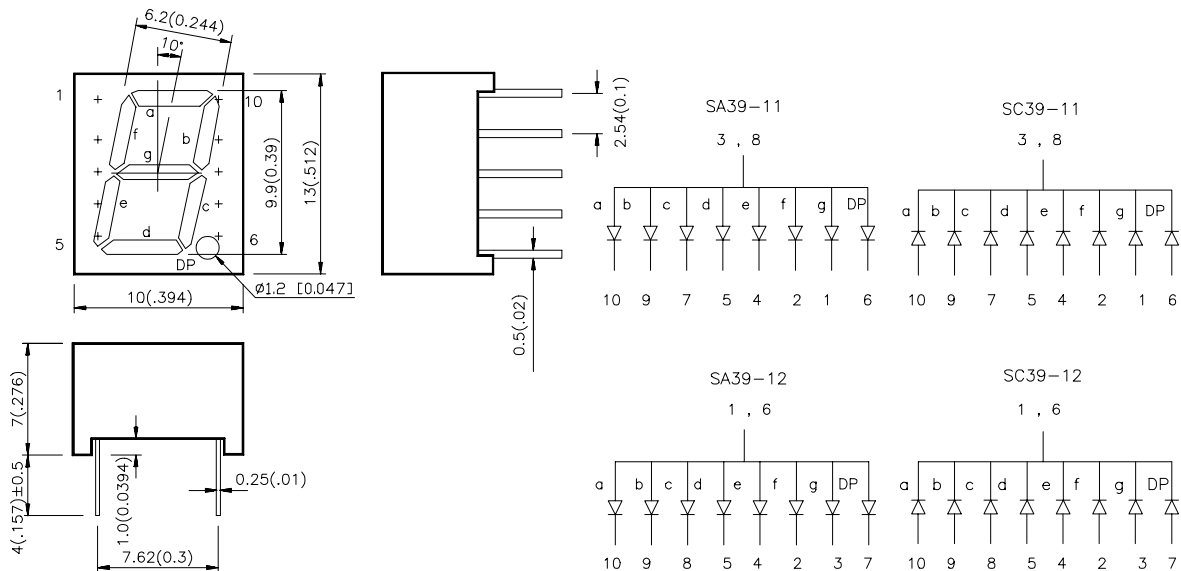 6.2(0.244)
10°
1
10
a
f
b
g
e
c
d
5
6
DP
9.9(0.39)
13(.512)
Ø1.2 [0.047]
10(.394)
2.54(0.1)
0.5(.02)
7(.276)
4(.157)±0.5
1.0(0.0394)
0.25(.01)
7.62(0.3)
SA39-11
3 , 8
a b c d e f g DP
10 9 7 5 4 2 1 6
SC39-11
3 , 8
a b c d e f g DP
10 9 7 5 4 2 1 6
SA39-12
1 , 6
a b c d e f g DP
10 9 8 5 4 2 3 7
SC39-12
1 , 6
a b c d e f g DP
10 9 8 5 4 2 3 7